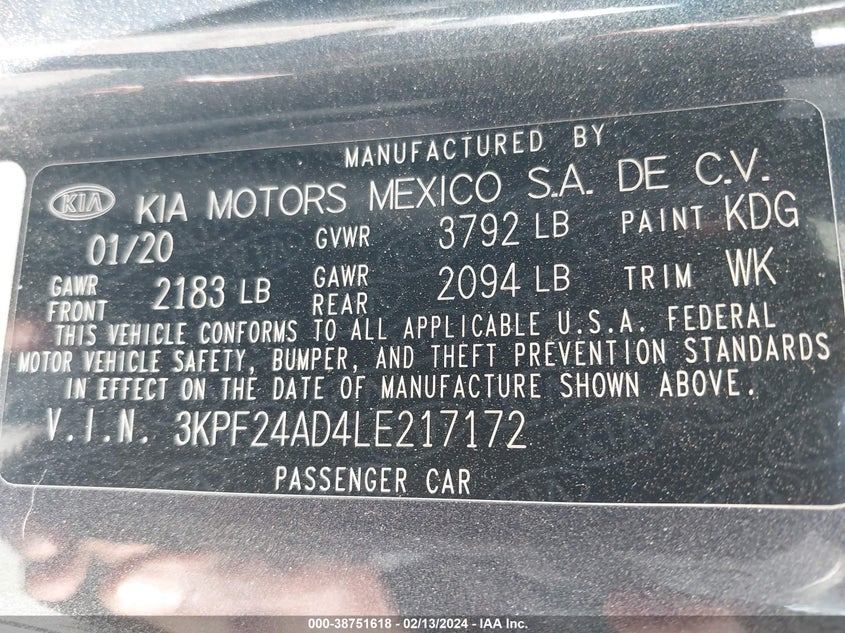 MANUFACTURED BY
KIA KIA MOTORS MEXICO S.A. DE C.V.
01/20 GVWR 3792 LB PAINT KDG
GAWR FRONT 2183 LB GAWR REAR 2094 LB TRIM WK
THIS VEHICLE CONFORMS TO ALL APPLICABLE U.S.A. FEDERAL
MOTOR VEHICLE SAFETY, BUMPER, AND THEFT PREVENTION STANDARDS
IN EFFECT ON THE DATE OF MANUFACTURE SHOWN ABOVE.
V.I.N. 3KPF24AD4LE217172
PASSENGER CAR
000-38751618 - 02/13/2024 - IAA Inc.